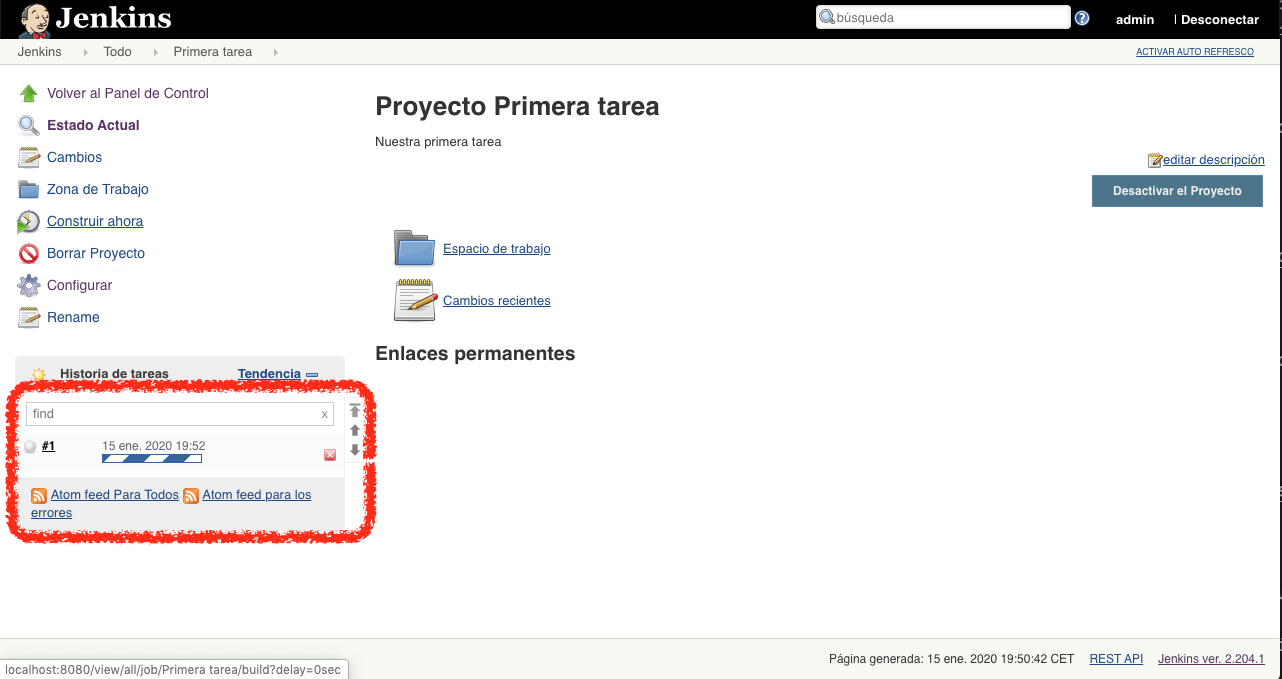 Jenkins
búsqueda
admin
| Desconectar
Jenkins
Todo
Primera tarea
ACTIVAR AUTO REFRESCO
Volver al Panel de Control
Estado Actual
Cambios
Zona de Trabajo
Construir ahora
Borrar Proyecto
Configurar
Rename
Historia de tareas
Tendencia
find
x
#1
15 ene. 2020 19:52
Atom feed Para Todos
Atom feed para los
errores
Proyecto Primera tarea
Nuestra primera tarea
editar descripción
Desactivar el Proyecto
Espacio de trabajo
Cambios recientes
Enlaces permanentes
Página generada: 15 ene. 2020 19:50:42 CET
REST API
Jenkins ver. 2.204.1
localhost:8080/view/all/job/Primera tarea/build?delay=0sec